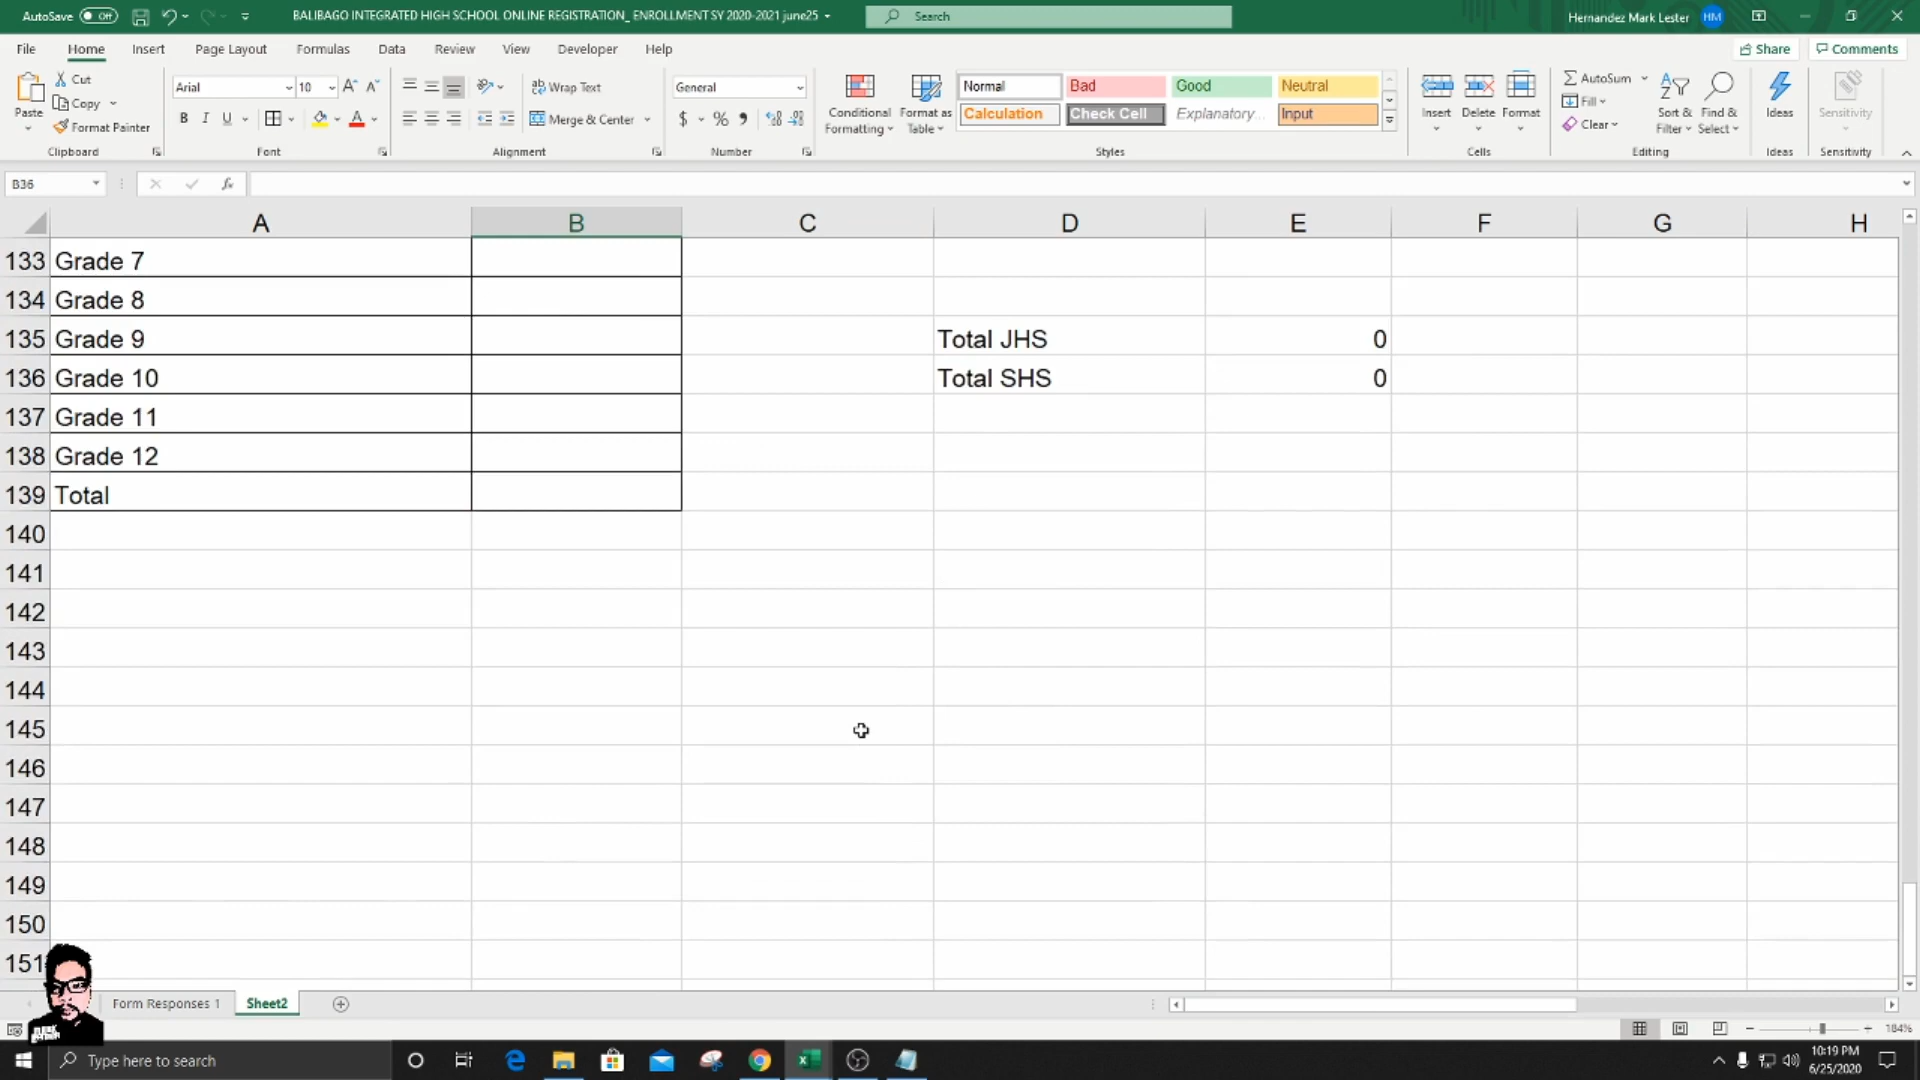 AutoSave Off BALIBAGO INTEGRATED HIGH SCHOOL ONLINE REGISTRATION_ ENROLLMENT SY 2020-2021 june25 Search Hernandez Mark Lester HM
File Home Insert Page Layout Formulas Data Review View Developer Help Share Comments
Paste Cut Copy Format Painter Clipboard
Arial 10 B I U Font
Wrap Text Merge & Center Alignment
General $ % Number
Conditional Formatting Format as Table
Normal Bad Good Neutral
Calculation Check Cell Explanatory... Input
Styles
Insert Delete Format Cells
AutoSum Fill Clear Sort & Filter Find & Select Editing
Ideas Ideas
Sensitivity Sensitivity
B36 fx
A B C D E F G H
133 Grade 7
134 Grade 8
135 Grade 9 Total JHS 0
136 Grade 10 Total SHS 0
137 Grade 11
138 Grade 12
139 Total
140
141
142
143
144
145
146
147
148
149
150
151
Form Responses 1 Sheet2
184%
Type here to search 10:19 PM
6/25/2020